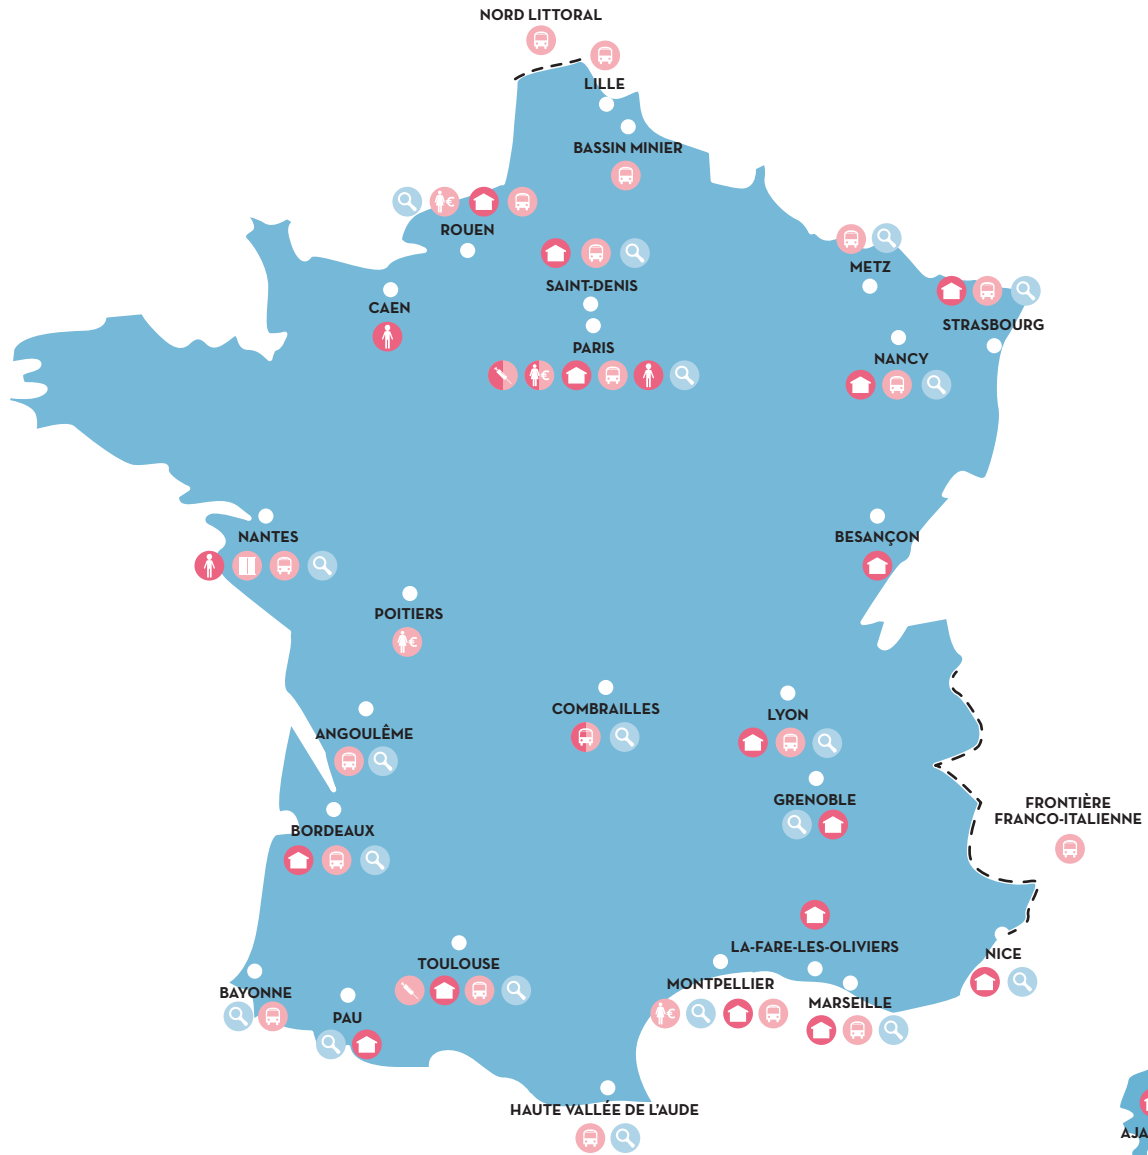 NORD LITTORAL
LILLE
BASSIN MINIER
ROUEN
SAINT-DENIS
METZ
CAEN
STRASBOURG
PARIS
NANCY
NANTES
BESANÇON
POITIERS
COMBRAILLES
LYON
ANGOULÊME
GRENOBLE
FRONTIÈRE
FRANCO-ITALIENNE
BORDEAUX
LA-FARE-LES-OLIVIERS
NICE
TOULOUSE
MONTPELLIER
BAYONNE
MARSEILLE
PAU
HAUTE VALLÉE DE L'AUDE
AJA